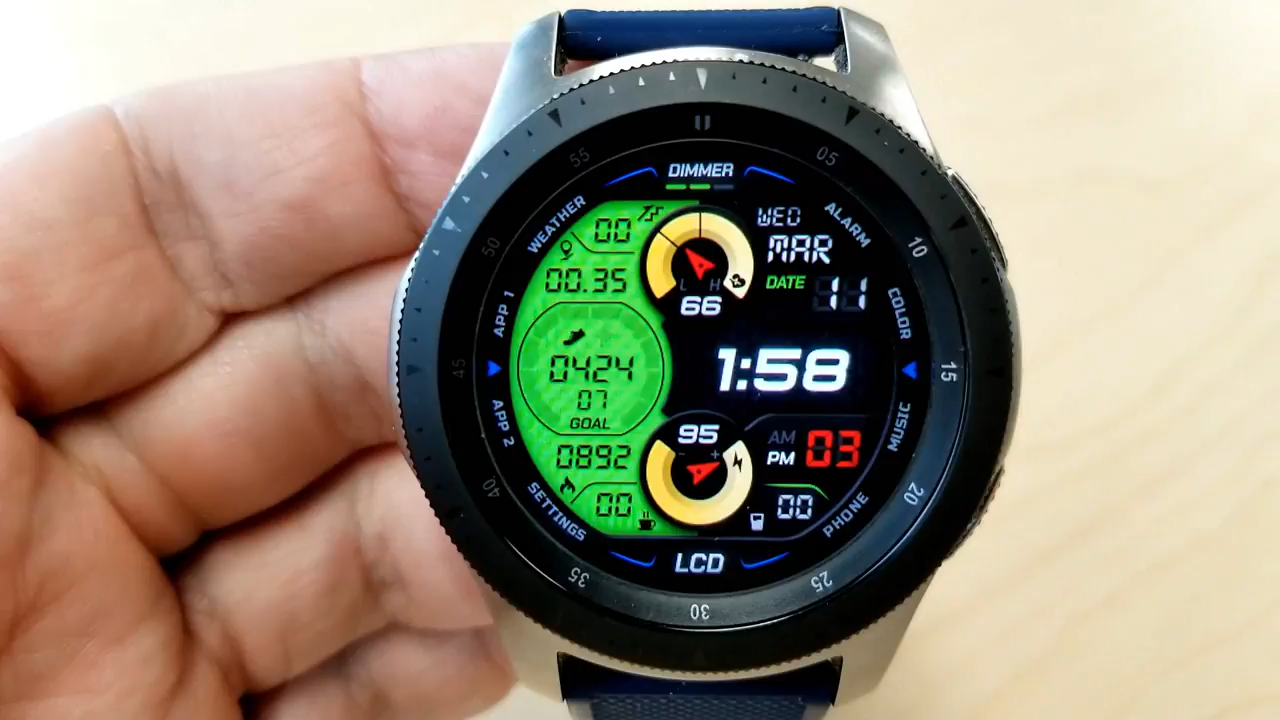 55
05
50
10
45
15
40
20
35
25
30
DIMMER
WEATHER
ALARM
APP 1
COLOR
APP 2
MUSIC
SETTINGS
PHONE
LCD
00
00.35
0424
07
GOAL
0892
00
L H
66
95
- +
WED
MAR
DATE 11
1:58
AM
PM 03
00